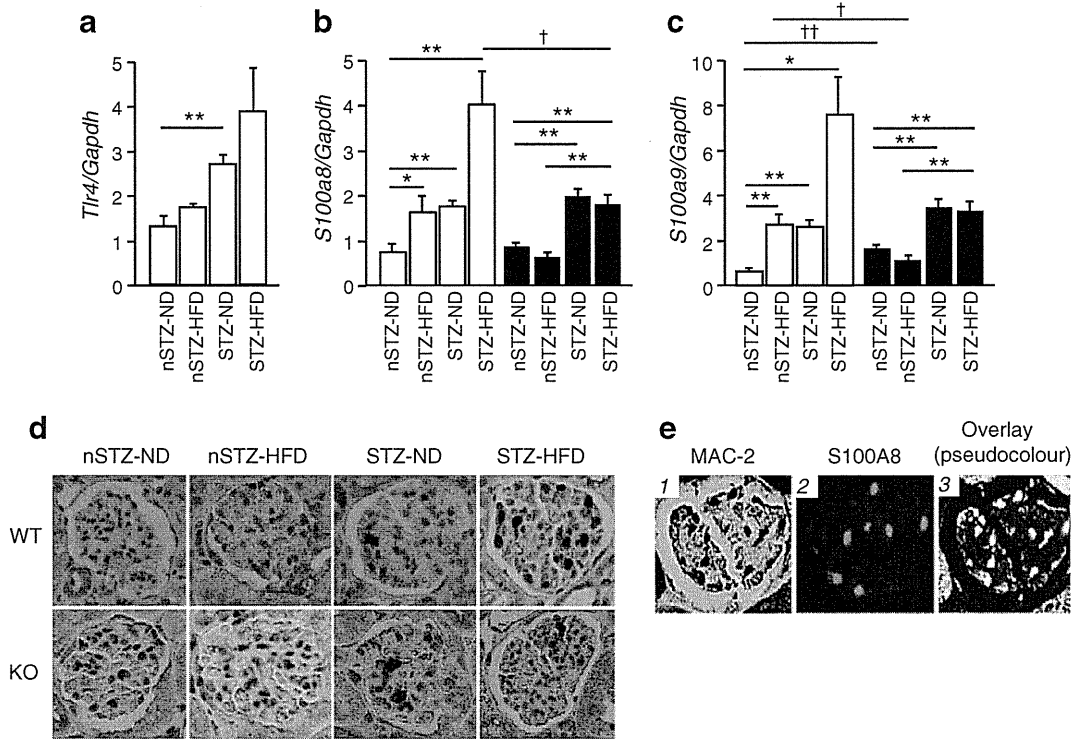 a
b
c
**
†
†
††
*
5
4
3
2
1
0
Tlr4/Gapdh
**
nSTZ-ND
nSTZ-HFD
STZ-ND
STZ-HFD
5
4
3
2
1
0
S100a8/Gapdh
**
*
**
**
**
nSTZ-ND
nSTZ-HFD
STZ-ND
STZ-HFD
nSTZ-ND
nSTZ-HFD
STZ-ND
STZ-HFD
10
8
6
4
2
0
S100a9/Gapdh
**
**
**
**
**
nSTZ-ND
nSTZ-HFD
STZ-ND
STZ-HFD
nSTZ-ND
nSTZ-HFD
STZ-ND
STZ-HFD
d
nSTZ-ND
nSTZ-HFD
STZ-ND
STZ-HFD
WT
KO
e
MAC-2
S100A8
Overlay
(pseudocolour)
1
2
3